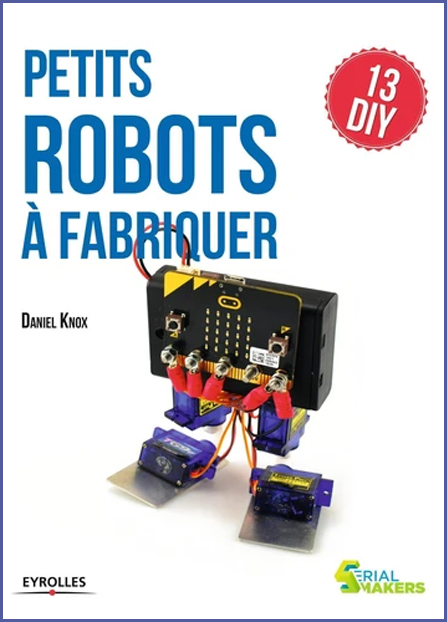 PETITS
ROBOTS
À FABRIQUER
13
DIY
DANIEL KNOX
EYROLLES
SERIAL
MAKERS